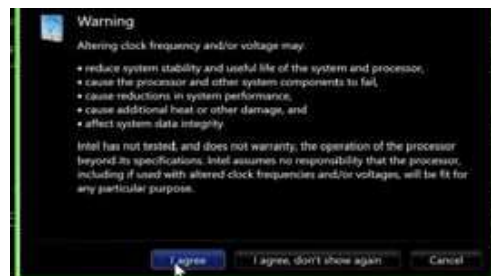 Warning
Altering clock frequency and/or voltage may:
• reduce system stability and useful life of the system and processor,
• cause the processor and other system components to fail,
• cause reductions in system performance,
• cause additional heat or other damage, and
• affect system data integrity
Intel has not tested, and does not warranty, the operation of the processor
beyond its specifications. Intel assumes no responsibility that the processor,
including if used with altered clock frequencies and/or voltages, will be fit for
any particular purpose.
I agree
I agree, don't show again
Cancel